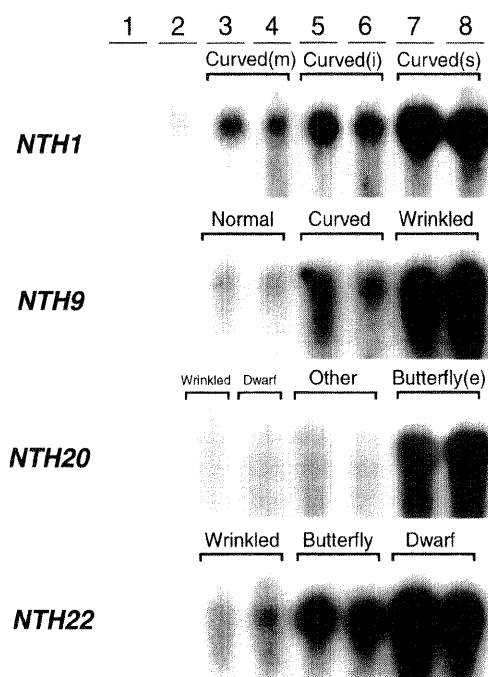 1 2 3 4 5 6 7 8
Curved(m) Curved(i) Curved(s)
NTH1
Normal Curved Wrinkled
NTH9
Wrinkled Dwarf Other Butterfly(e)
NTH20
Wrinkled Butterfly Dwarf
NTH22